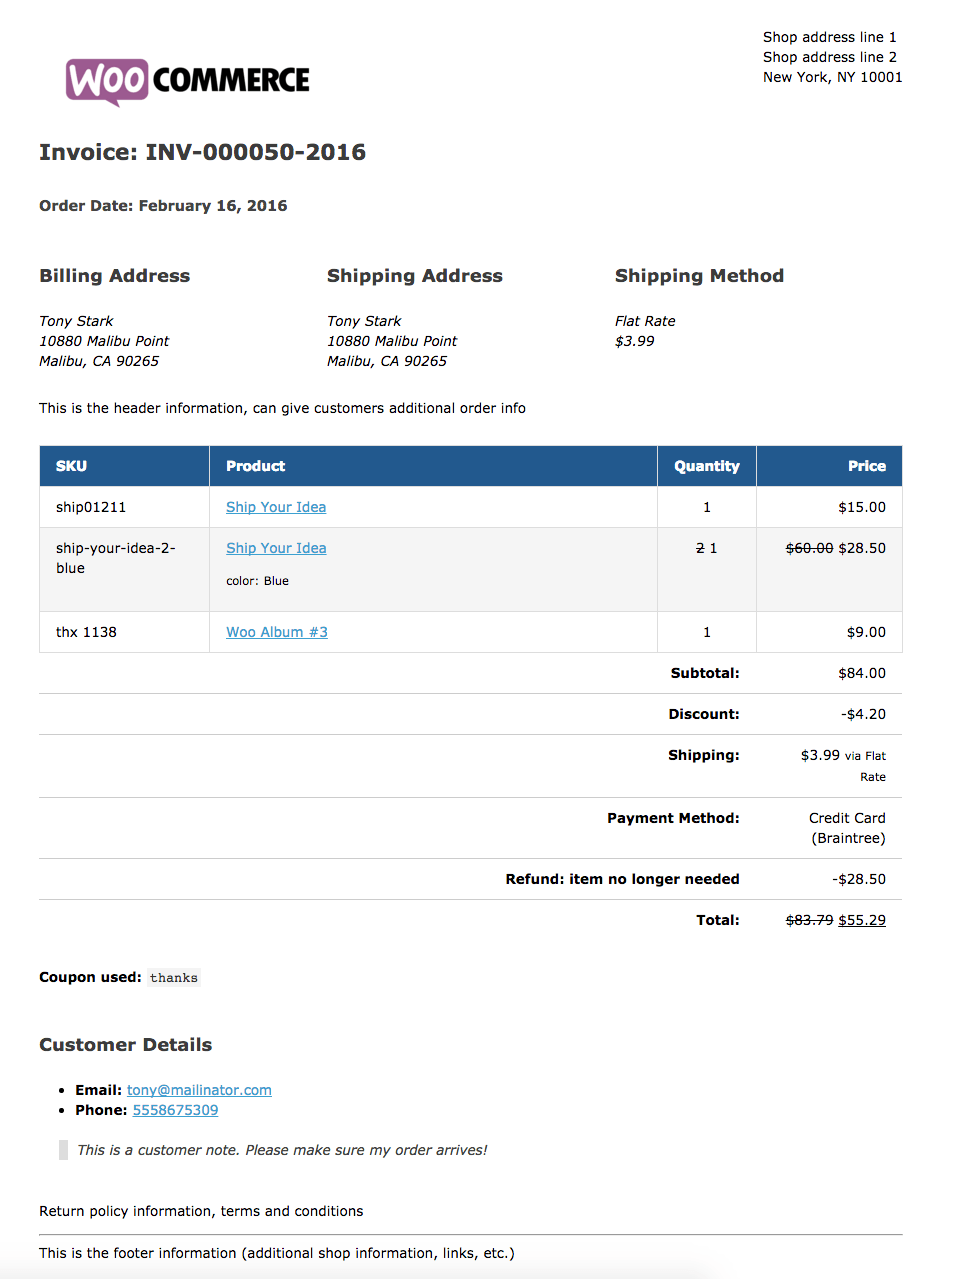 Shop address line 1
Shop address line 2
New York, NY 10001
WOO COMMERCE
Invoice: INV-000050-2016
Order Date: February 16, 2016
Billing Address Shipping Address Shipping Method
Tony Stark Tony Stark Flat Rate
10880 Malibu Point 10880 Malibu Point $3.99
Malibu, CA 90265 Malibu, CA 90265
This is the header information, can give customers additional order info
SKU Product Quantity Price
ship01211 Ship Your Idea 1 $15.00
ship-your-idea-2- Ship Your Idea 2 1 $60.00 $28.50
blue
color: Blue
thx 1138 Woo Album #3 1 $9.00
Subtotal: $84.00
Discount: -$4.20
Shipping: $3.99 via Flat
Rate
Payment Method: Credit Card
(Braintree)
Refund: item no longer needed -$28.50
Total: $83.79 $55.29
Coupon used: thanks
Customer Details
• Email: tony@mailinator.com
• Phone: 5558675309
This is a customer note. Please make sure my order arrives!
Return policy information, terms and conditions
This is the footer information (additional shop information, links, etc.)